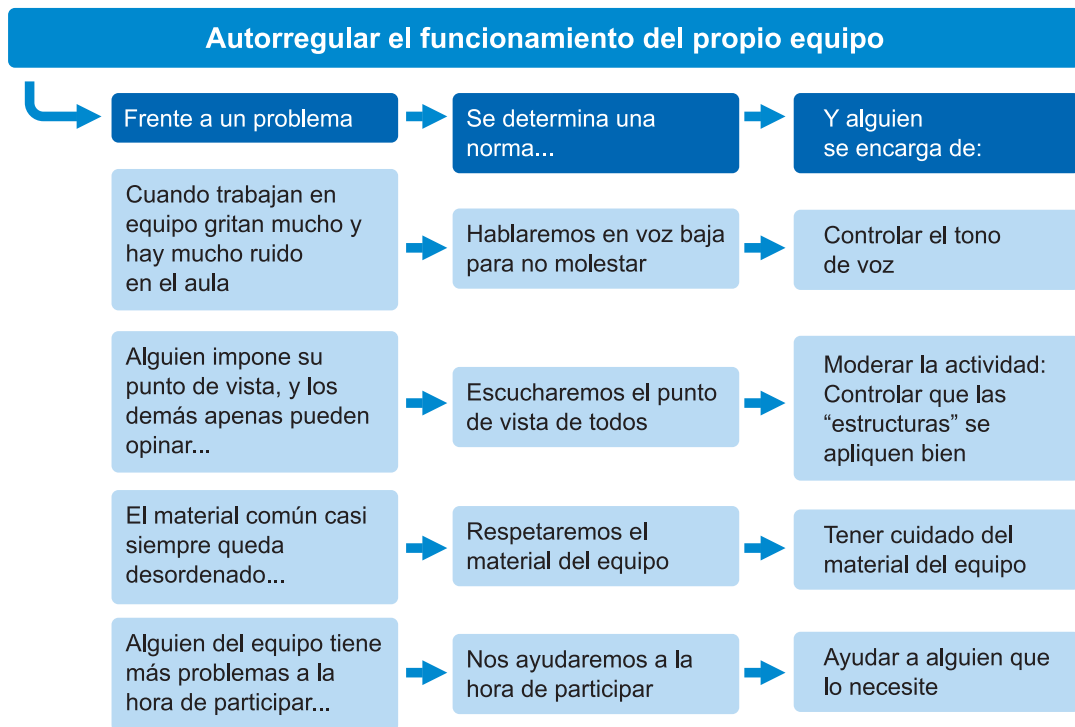 Autorregular el funcionamiento del propio equipo
Frente a un problema
Se determina una
norma...
Y alguien
se encarga de:
Cuando trabajan en
equipo gritan mucho y
hay mucho ruido
en el aula
Hablaremos en voz baja
para no molestar
Controlar el tono
de voz
Alguien impone su
punto de vista, y los
demás apenas pueden
opinar...
Escucharemos el punto
de vista de todos
Moderar la actividad:
Controlar que las
“estructuras” se
apliquen bien
El material común casi
siempre queda
desordenado...
Respetaremos el
material del equipo
Tener cuidado del
material del equipo
Alguien del equipo tiene
más problemas a la
hora de participar...
Nos ayudaremos a la
hora de participar
Ayudar a alguien que
lo necesite